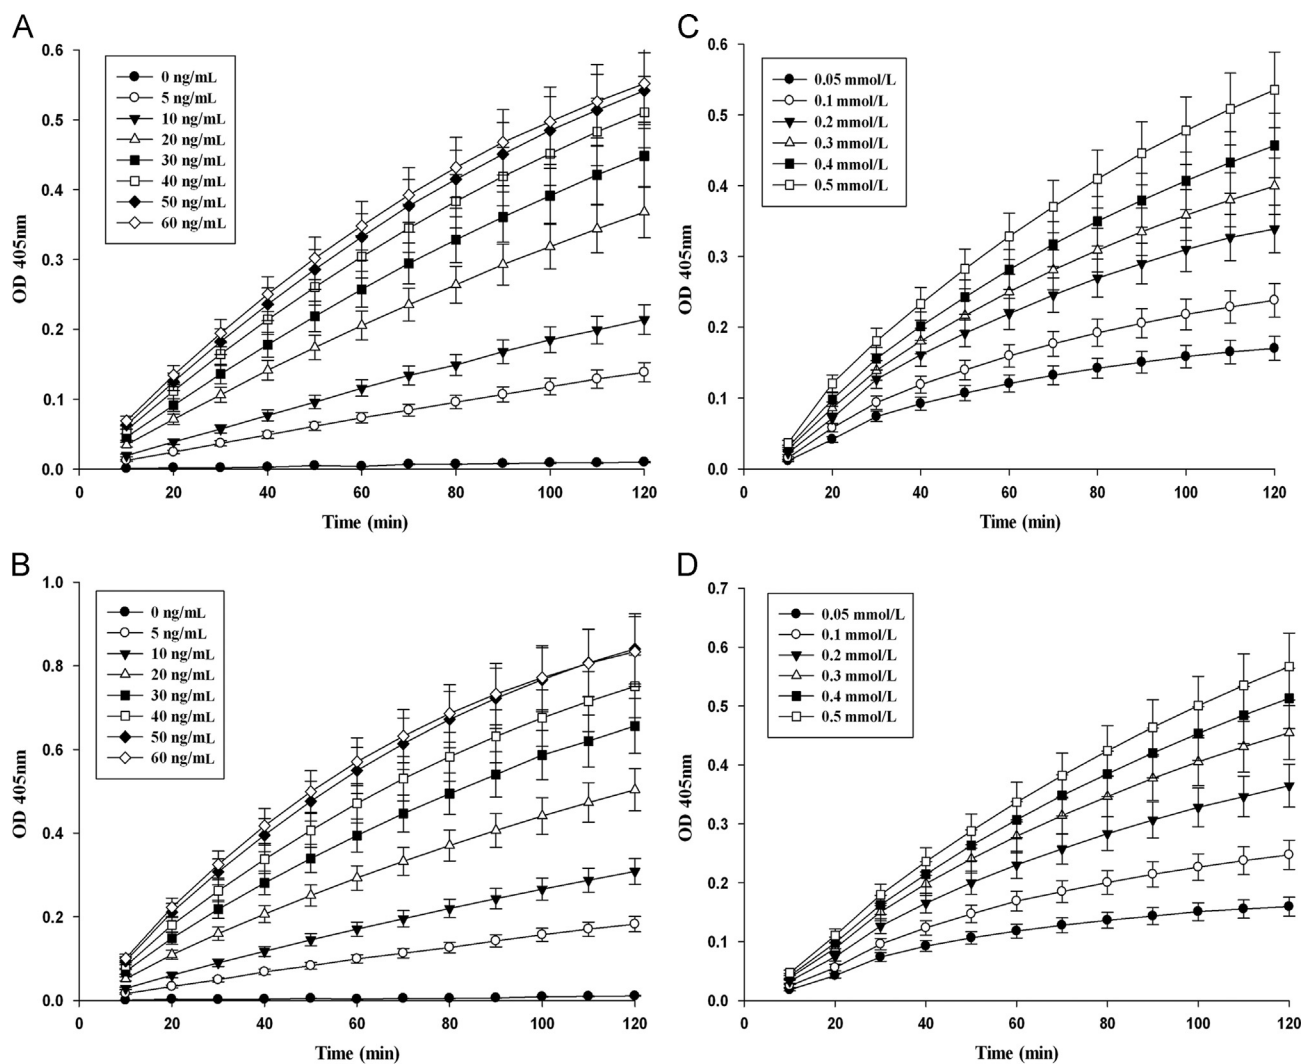 A
0.6
0.5
0.4
0.3
0.2
0.1
0.0
OD 405nm
0 ng/mL
5 ng/mL
10 ng/mL
20 ng/mL
30 ng/mL
40 ng/mL
50 ng/mL
60 ng/mL
0 20 40 60 80 100 120
Time (min)
C
0.6
0.5
0.4
0.3
0.2
0.1
0.0
OD 405nm
0.05 mmol/L
0.1 mmol/L
0.2 mmol/L
0.3 mmol/L
0.4 mmol/L
0.5 mmol/L
0 20 40 60 80 100 120
Time (min)
B
1.0
0.8
0.6
0.4
0.2
0.0
OD 405nm
0 ng/mL
5 ng/mL
10 ng/mL
20 ng/mL
30 ng/mL
40 ng/mL
50 ng/mL
60 ng/mL
0 20 40 60 80 100 120
Time (min)
D
0.7
0.6
0.5
0.4
0.3
0.2
0.1
0.0
OD 405nm
0.05 mmol/L
0.1 mmol/L
0.2 mmol/L
0.3 mmol/L
0.4 mmol/L
0.5 mmol/L
0 20 40 60 80 100 120
Time (min)